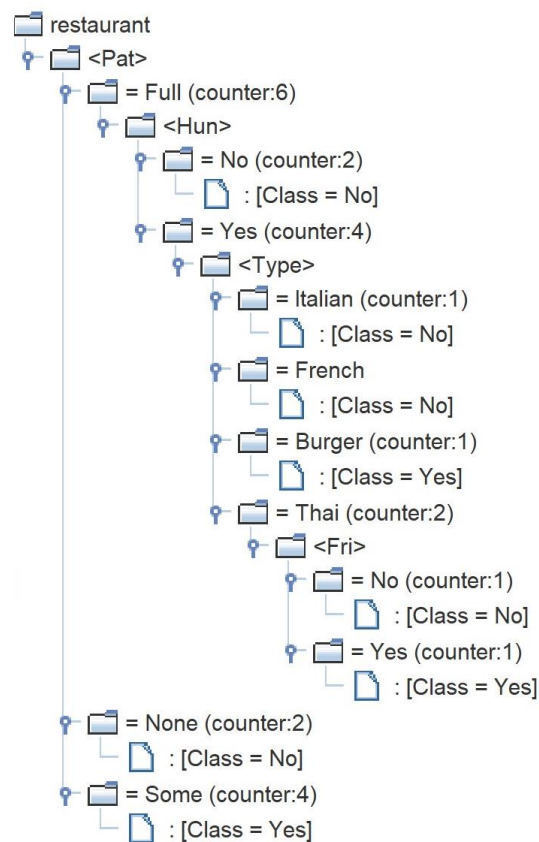 restaurant
<Pat>
= Full (counter:6)
<Hun>
= No (counter:2)
: [Class = No]
= Yes (counter:4)
<Type>
= Italian (counter:1)
: [Class = No]
= French
: [Class = No]
= Burger (counter:1)
: [Class = Yes]
= Thai (counter:2)
<Fri>
= No (counter:1)
: [Class = No]
= Yes (counter:1)
: [Class = Yes]
= None (counter:2)
: [Class = No]
= Some (counter:4)
: [Class = Yes]